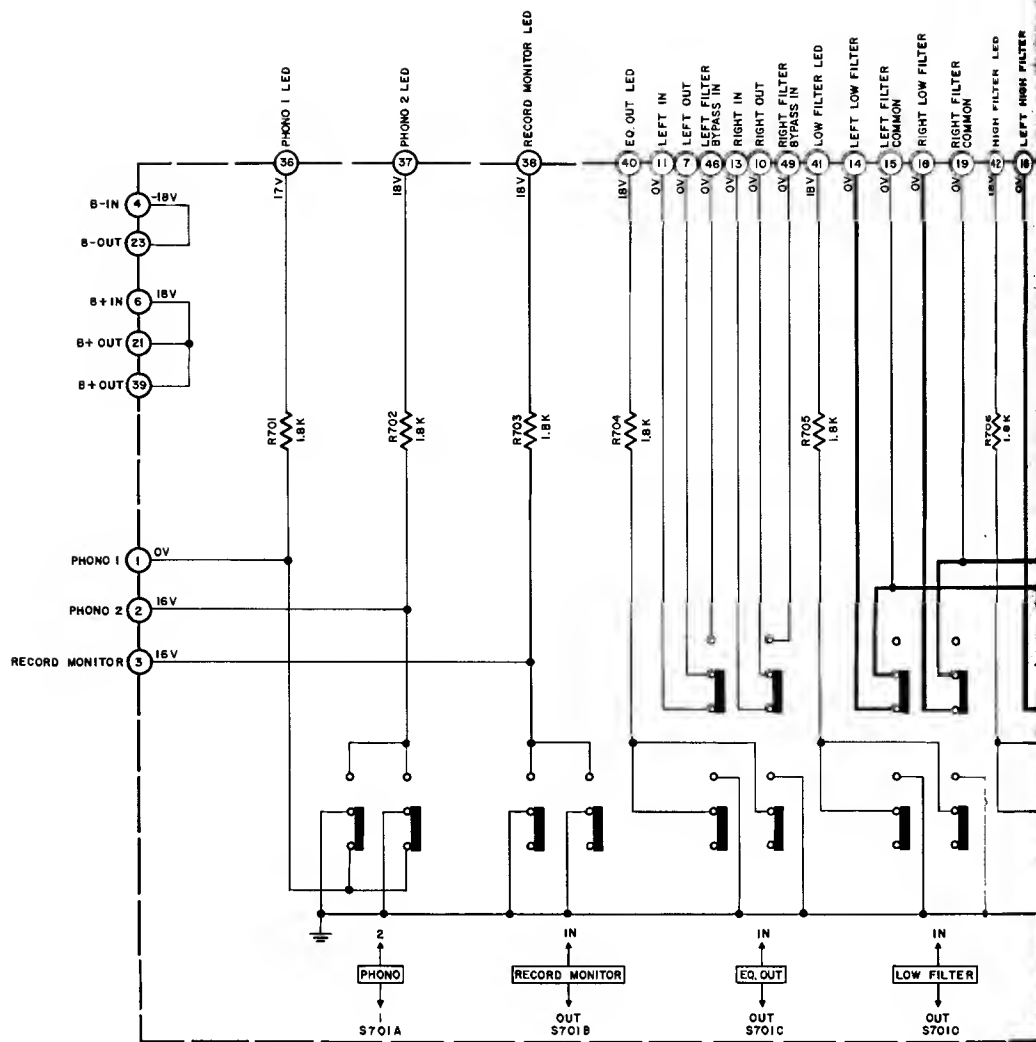 PHONO 1 LED
PHONO 2 LED
RECORD MONITOR LED
EQ. OUT LED
LEFT IN
LEFT OUT
LEFT FILTER
BYPASS IN
RIGHT IN
RIGHT OUT
RIGHT FILTER
BYPASS IN
LOW FILTER LED
LEFT LOW FILTER
LEFT FILTER
COMMON
RIGHT LOW FILTER
RIGHT FILTER
COMMON
HIGH FILTER LED
LEFT HIGH FILTER
36
37
38
40
11
7
46
13
10
49
41
14
15
18
19
42
16
17V
18V
18V
18V
0V
0V
0V
0V
0V
0V
18V
0V
0V
0V
0V
18V
0V
B-IN 4 -18V
B-OUT 23
B+IN 6 18V
B+ OUT 21
B+OUT 39
R701 1.8K
R702 1.8K
R703 1.8K
R704 1.8K
R705 1.8K
R706 1.8K
PHONO 1 1 0V
PHONO 2 2 16V
RECORD MONITOR 3 16V
2
IN
IN
IN
PHONO
RECORD MONITOR
EQ. OUT
LOW FILTER
1
S701A
OUT
S701B
OUT
S701C
OUT
S701D